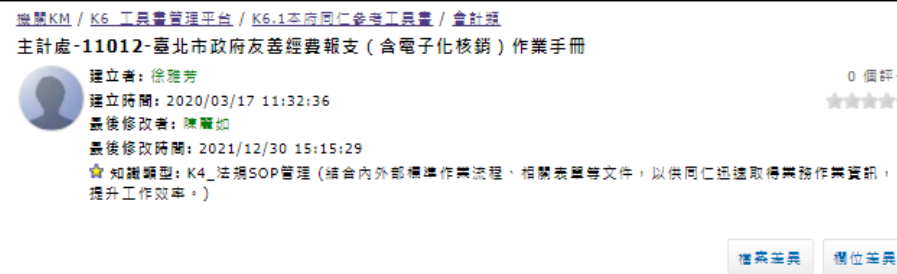 機關KM / K6_工具書管理平台 / K6.1本府同仁參考工具書 / 會計類
主計處-11012-臺北市政府友善經費報支（含電子化核銷）作業手冊
建立者: 徐雅芳
0 個評
建立時間: 2020/03/17 11:32:36
最後修改者: 陳麗如
最後修改時間: 2021/12/30 15:15:29
知識類型: K4_法規SOP管理 (結合內外部標準作業流程、相關表單等文件，以供同仁迅速取得業務作業資訊，
提升工作效率。)
檔案差異 欄位差異